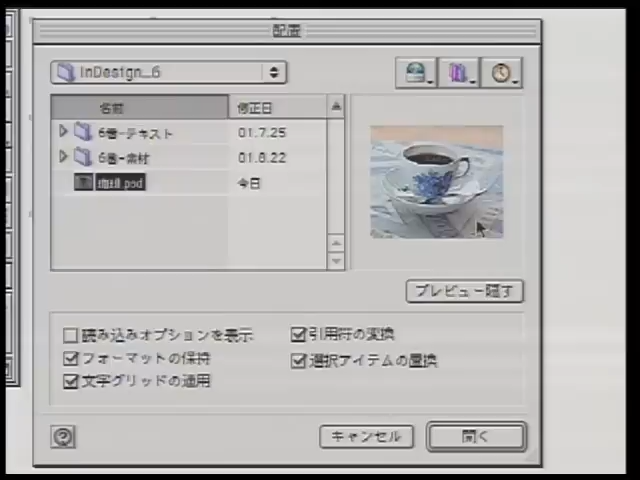 配置
InDesign_6
名前 修正日
6章-テキスト 01.7.25
6章-素材 01.8.22
.psd 今日
プレビュー隠す
読み込みオプションを表示 引用符の変換
フォーマットの保持 選択アイテムの置換
文字グリッドの適用
キャンセル 開く